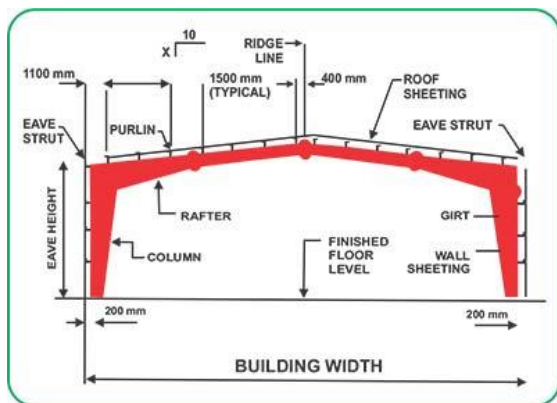 10
X
RIDGE
LINE
1100 mm
1500 mm
(TYPICAL)
400 mm
ROOF
SHEETING
EAVE
STRUT
PURLIN
EAVE STRUT
EAVE HEIGHT
RAFTER
GIRT
COLUMN
FINISHED
FLOOR
LEVEL
WALL
SHEETING
200 mm
200 mm
BUILDING WIDTH